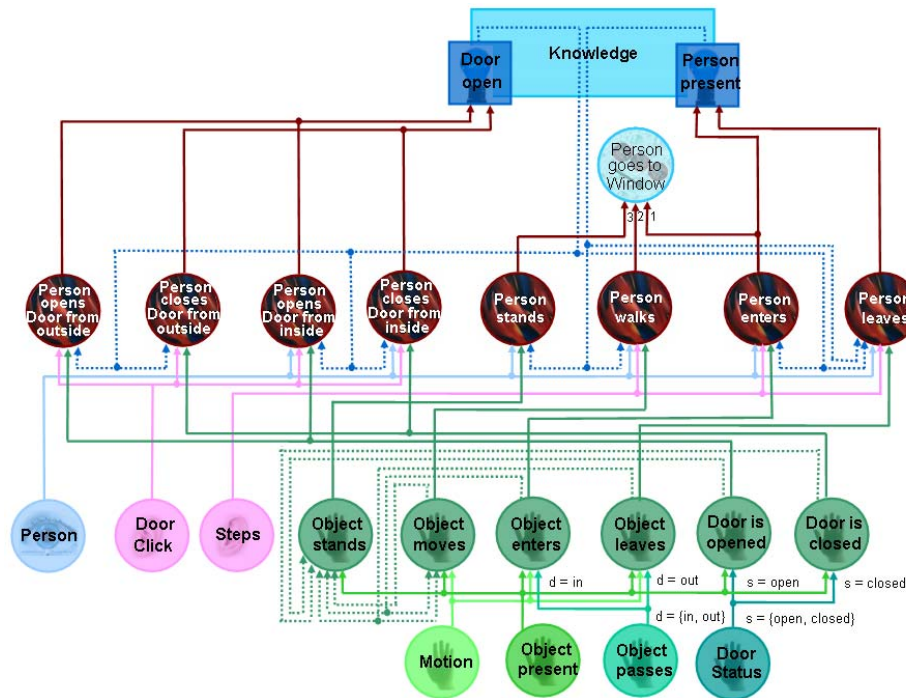 Knowledge
Door
open
Person
present
Person
goes to
Window
3 2 1
Person
opens
Door from
outside
Person
closes
Door from
outside
Person
opens
Door from
inside
Person
closes
Door from
inside
Person
stands
Person
walks
Person
enters
Person
leaves
Person
Door
Click
Steps
Object
stands
Object
moves
Object
enters
Object
leaves
Door is
opened
Door is
closed
d = in
d = out
s = open
s = closed
d = {in, out}
s = {open, closed}
Motion
Object
present
Object
passes
Door
Status